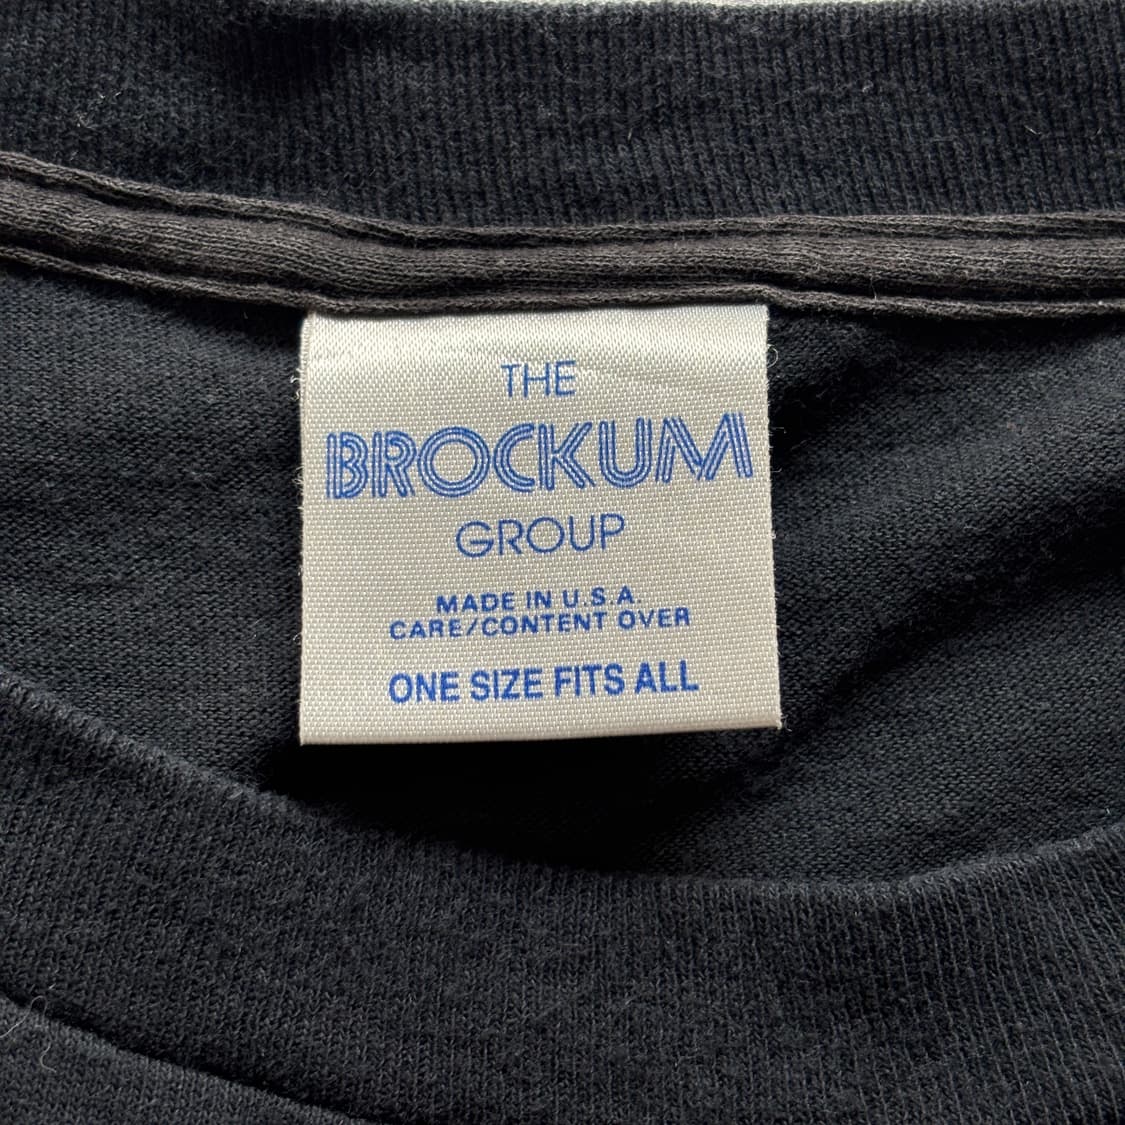 THE
BROCKUM
GROUP
MADE IN U.S.A.
CARE/CONTENT OVER
ONE SIZE FITS ALL